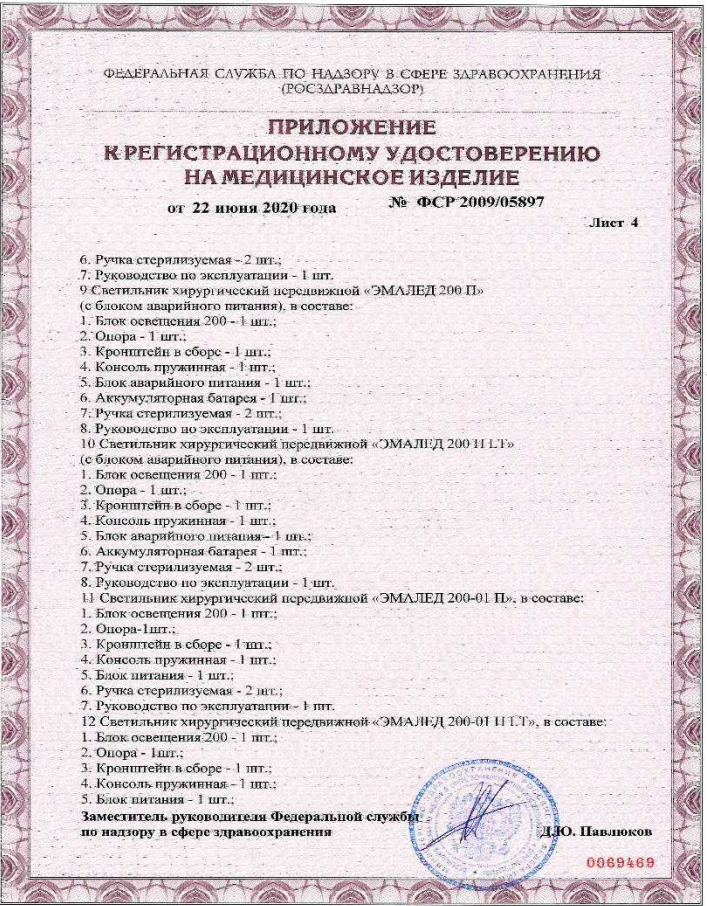 ФЕДЕРАЛЬНАЯ СЛУЖБА ПО НАДЗОРУ В СФЕРЕ ЗДРАВООХРАНЕНИЯ
(РОСЗДРАВНАДЗОР)
ПРИЛОЖЕНИЕ
К РЕГИСТРАЦИОННОМУ УДОСТОВЕРЕНИЮ
НА МЕДИЦИНСКОЕ ИЗДЕЛИЕ
от 22 июня 2020 года № ФСР 2009/05897
Лист 4
6. Ручка стерилизуемая - 2 шт.;
7. Руководство по эксплуатации - 1 шт.
9 Светильник хирургический передвижной «ЭМАЛЕД 200 П»
(с блоком аварийного питания), в составе:
1. Блок освещения 200 - 1 шт.;
2. Опора - 1 шт.;
3. Кронштейн в сборе - 1 шт.;
4. Консоль пружинная - 1 шт.;
5. Блок аварийного питания - 1 шт.;
6. Аккумуляторная батарея - 1 шт.;
7. Ручка стерилизуемая - 2 шт.;
8. Руководство по эксплуатации - 1 шт.
10 Светильник хирургический передвижной «ЭМАЛЕД 200 П LT»
(с блоком аварийного питания), в составе:
1. Блок освещения 200 - 1 шт.;
2. Опора - 1 шт.;
3. Кронштейн в сборе - 1 шт.;
4. Консоль пружинная - 1 шт.;
5. Блок аварийного питания - 1 шт.;
6. Аккумуляторная батарея - 1 шт.;
7. Ручка стерилизуемая - 2 шт.;
8. Руководство по эксплуатации - 1 шт.
11 Светильник хирургический передвижной «ЭМАЛЕД 200-01 П», в составе:
1. Блок освещения 200 - 1 шт.;
2. Опора-1шт.;
3. Кронштейн в сборе - 1 шт.;
4. Консоль пружинная - 1 шт.;
5. Блок питания - 1 шт.;
6. Ручка стерилизуемая - 2 шт.;
7. Руководство по эксплуатации - 1 шт.
12 Светильник хирургический передвижной «ЭМАЛЕД 200-01 П LT», в составе:
1. Блок освещения 200 - 1 шт.;
2. Опора - 1шт.;
3. Кронштейн в сборе - 1 шт.;
4. Консоль пружинная - 1 шт.;
5. Блок питания - 1 шт.;
Заместитель руководителя Федеральной службы
по надзору в сфере здравоохранения Д.Ю. Павлюков
0069469